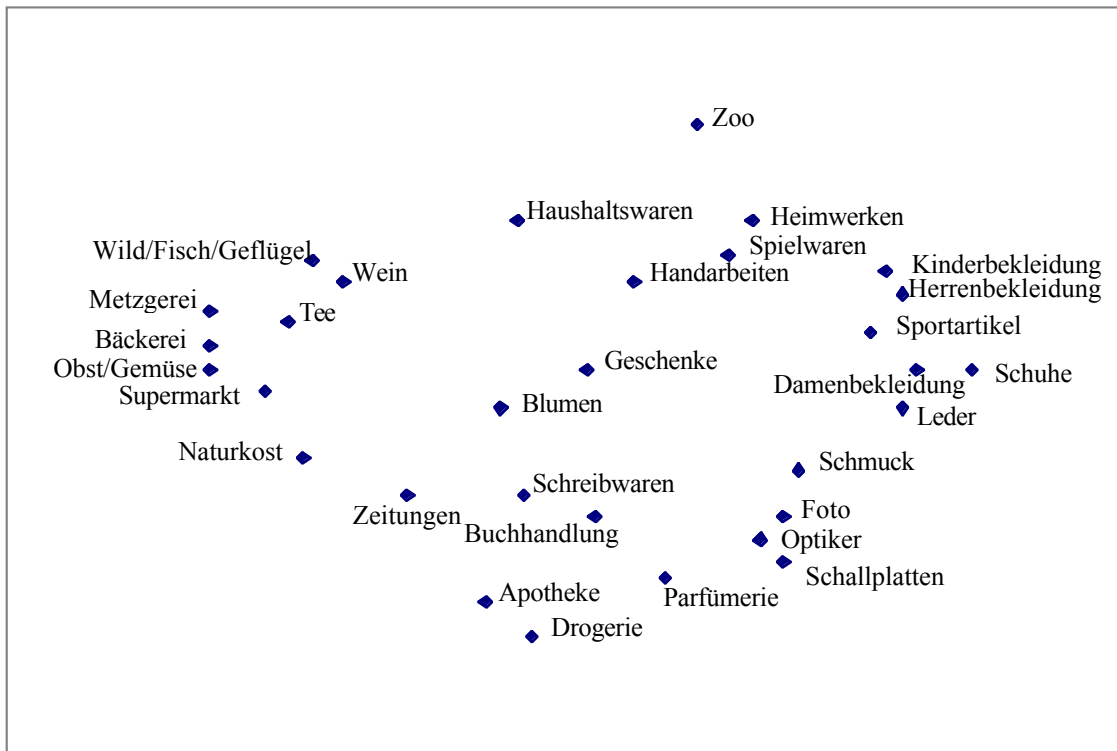 Zoo
Haushaltswaren
Heimwerken
Wild/Fisch/Geflügel
Spielwaren
Wein
Handarbeiten
Kinderbekleidung
Herrenbekleidung
Metzgerei
Tee
Sportartikel
Bäckerei
Obst/Gemüse
Geschenke
Schuhe
Supermarkt
Damenbekleidung
Blumen
Leder
Naturkost
Schmuck
Schreibwaren
Zeitungen
Foto
Buchhandlung
Optiker
Schallplatten
Apotheke
Parfümerie
Drogerie